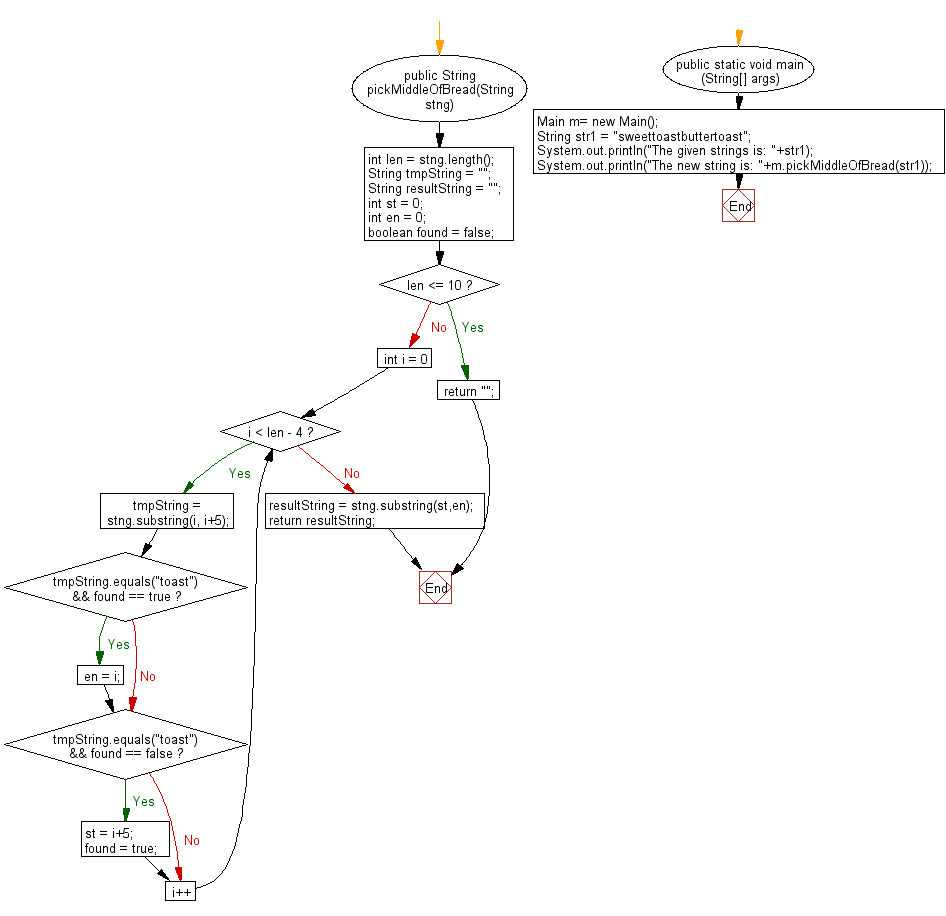 public String
pickMiddleOfBread(String
stng)
int len = stng.length();
String tmpString = "";
String resultString = "";
int st = 0;
int en = 0;
boolean found = false;
len <= 10 ?
No
Yes
int i = 0
return "";
i < len - 4 ?
Yes
No
tmpString =
stng.substring(i, i+5);
resultString = stng.substring(st,en);
return resultString;
tmpString.equals("toast")
&& found == true ?
End
Yes
No
en = i;
tmpString.equals("toast")
&& found == false ?
Yes
No
st = i+5;
found = true;
i++
public static void main
(String[] args)
Main m= new Main();
String str1 = "sweettoastbuttertoast";
System.out.println("The given strings is: "+str1);
System.out.println("The new string is: "+m.pickMiddleOfBread(str1));
End